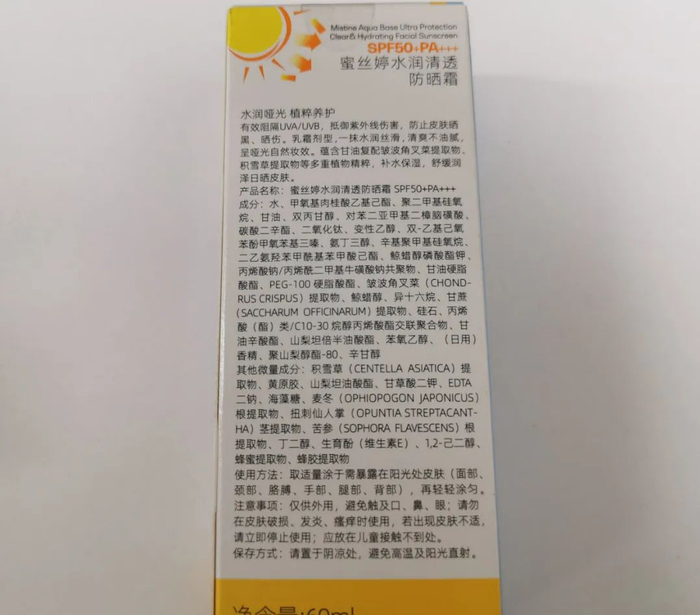 Mistine Aqua Base Ultra Protection
Clear& Hydrating Facial Sunscreen
SPF50+PA+++
蜜丝婷水润清透
防晒霜
水润哑光 植粹养护
有效阻隔UVA/UVB，抵御紫外线伤害，防止皮肤晒
黑、晒伤。乳霜剂型，一抹水润丝滑，清爽不油腻，
呈哑光自然妆效。蕴含甘油复配皱波角叉菜提取物、
积雪草提取物等多重植物精粹，补水保湿，舒缓润
泽日晒皮肤。
产品名称：蜜丝婷水润清透防晒霜 SPF50+PA+++
成分：水、甲氧基肉桂酸乙基己酯、聚二甲基硅氧
烷、甘油、双丙甘醇、对苯二亚甲基二樟脑磺酸、
碳酸二辛酯、二氧化钛、变性乙醇、双-乙基己氧
苯酚甲氧苯基三嗪、氨丁三醇、辛基聚甲基硅氧烷、
二乙氨羟苯甲酰基苯甲酸己酯、鲸蜡醇磷酸酯钾、
丙烯酸钠/丙烯酰二甲基牛磺酸钠共聚物、甘油硬脂
酸酯、PEG-100 硬脂酸酯、皱波角叉菜（CHOND-
RUS CRISPUS）提取物、鲸蜡醇、异十六烷、甘蔗
（SACCHARUM OFFICINARUM）提取物、硅石、丙烯
酸（酯）类/C10-30 烷醇丙烯酸酯交联聚合物、甘
油辛酸酯、山梨坦倍半油酸酯、苯氧乙醇、（日用）
香精、聚山梨醇酯-80、辛甘醇
其他微量成分：积雪草（CENTELLA ASIATICA）提
取物、黄原胶、山梨坦油酸酯、甘草酸二钾、EDTA
二钠、海藻糖、麦冬（OPHIOPOGON JAPONICUS）
根提取物、扭刺仙人掌（OPUNTIA STREPTACANT-
HA）茎提取物、苦参（SOPHORA FLAVESCENS）根
提取物、丁二醇、生育酚（维生素E）、1,2-己二醇、
蜂蜜提取物、蜂胶提取物
使用方法：取适量涂于需暴露在阳光处皮肤（面部、
颈部、胳膊、手部、腿部、背部），再轻轻涂匀。
注意事项：仅供外用，避免触及口、鼻、眼；请勿
在皮肤破损、发炎、瘙痒时使用，若出现皮肤不适，
请立即停止使用；应放在儿童接触不到处。
保存方式：请置于阴凉处，避免高温及阳光直射。
净含量:60ml